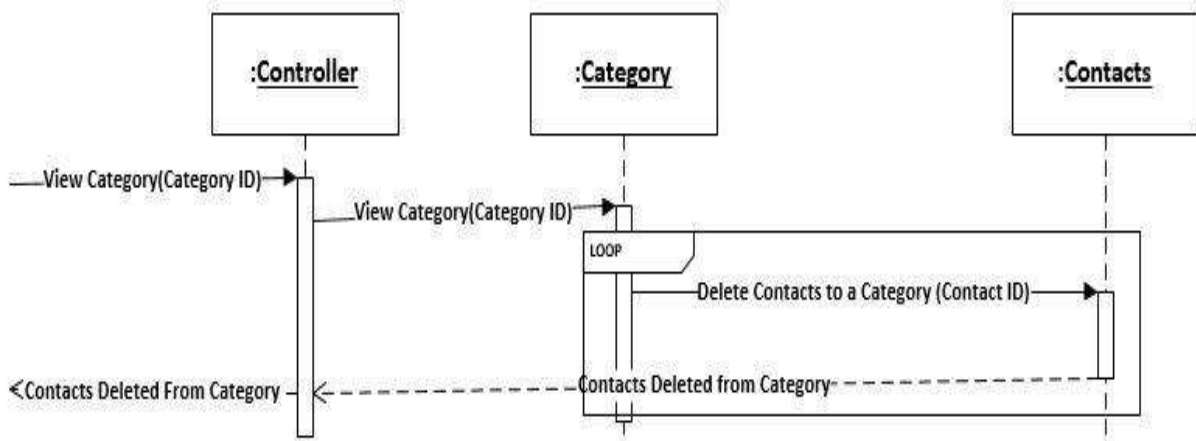 :Controller
:Category
:Contacts
View Category(Category ID)
View Category(Category ID)
LOOP
Delete Contacts to a Category (Contact ID)
Contacts Deleted From Category
Contacts Deleted from Category